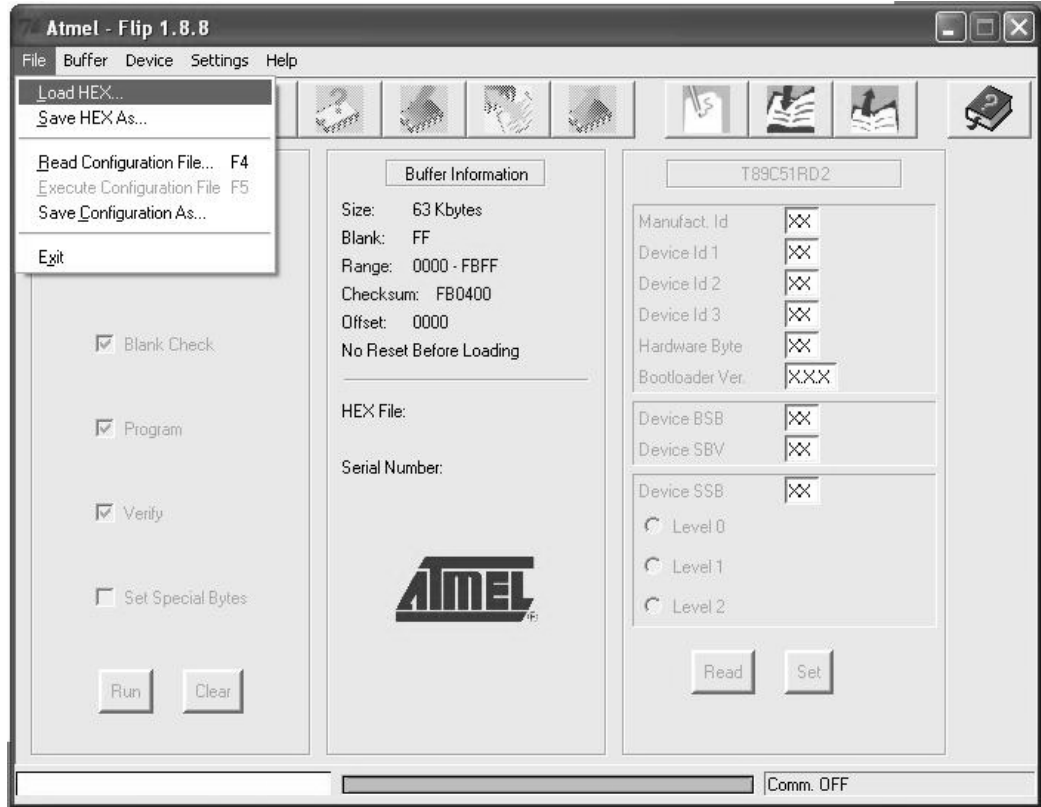 Atmel - Flip 1.8.8
File Buffer Device Settings Help
Load HEX...
Save HEX As...
Read Configuration File... F4
Execute Configuration File F5
Save Configuration As...
Exit
Blank Check
Program
Verify
Set Special Bytes
Run Clear
Buffer Information
Size: 63 Kbytes
Blank: FF
Range: 0000 - FBFF
Checksum: FB0400
Offset: 0000
No Reset Before Loading
HEX File:
Serial Number:
ATMEL®
T89C51RD2
Manufact. Id XX
Device Id 1 XX
Device Id 2 XX
Device Id 3 XX
Hardware Byte XX
Bootloader Ver. X.X.X
Device BSB XX
Device SBV XX
Device SSB XX
Level 0
Level 1
Level 2
Read Set
Comm. OFF